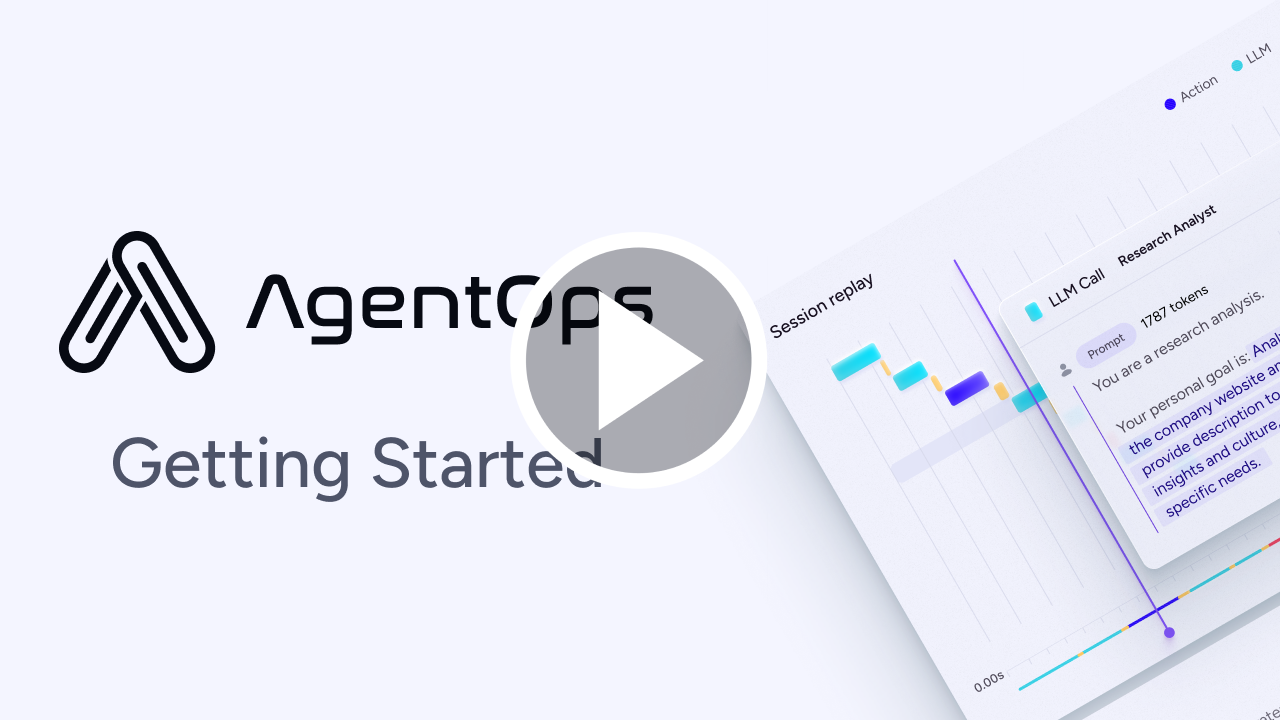 AgentOps
Getting Started
Action
LLM
Session replay
LLM Call
Research Analyst
Prompt
1787 tokens
You are a research analysis.
Your personal goal is:
the company website
provide description to
insights and culture
specific needs.
0.00s